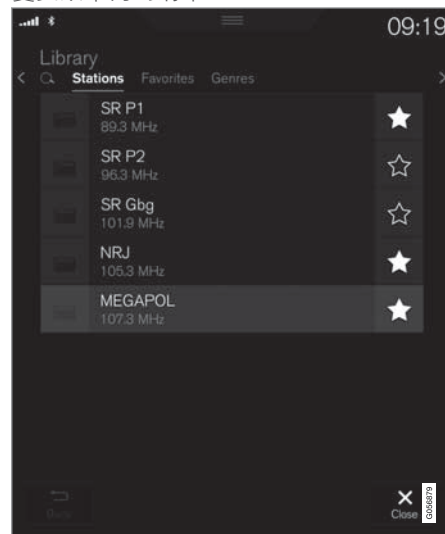 09:19
Library
Stations Favorites Genres
SR P1
89.3 MHz
SR P2
96.3 MHz
SR Gbg
101.9 MHz
NRJ
105.3 MHz
MEGAPOL
107.3 MHz
Back
Close
G056879